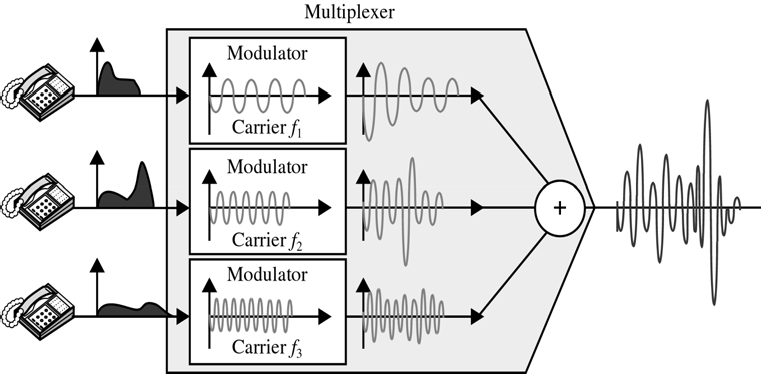 Multiplexer
Modulator
Carrier f₁
Modulator
Carrier f₂
+
Modulator
Carrier f₃